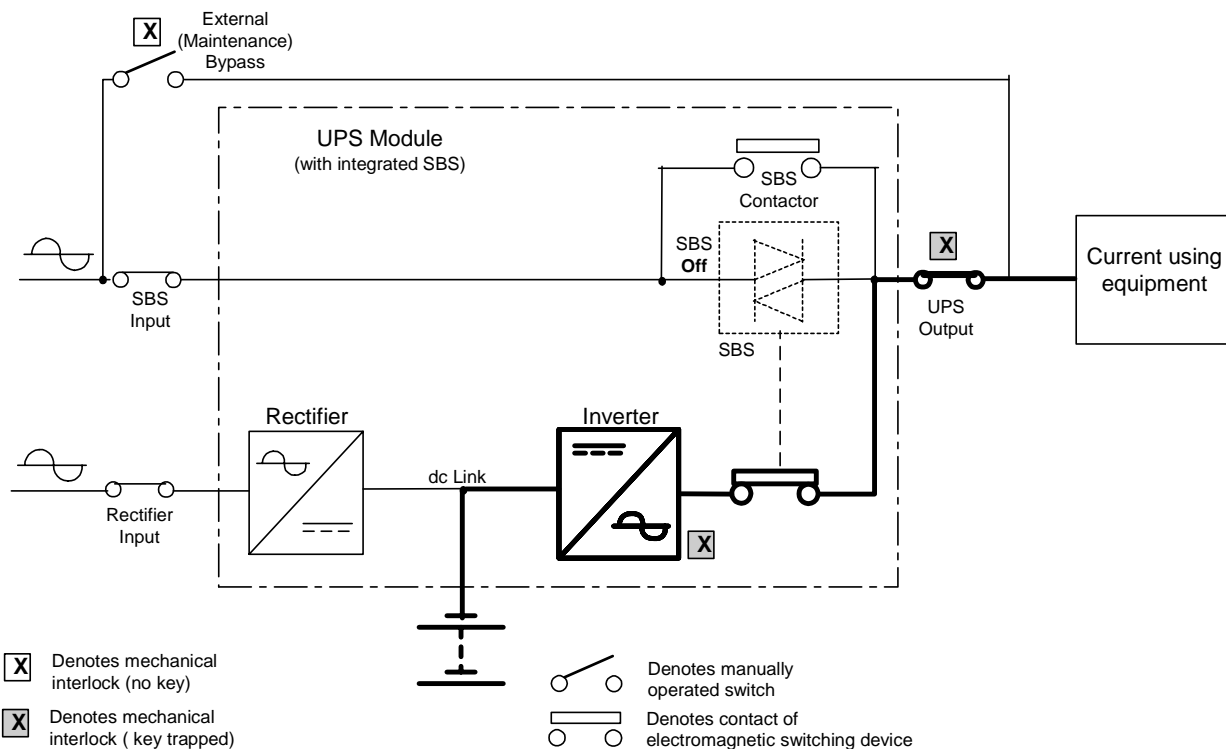 X
External
(Maintenance)
Bypass
UPS Module
(with integrated SBS)
SBS
Contactor
SBS
Off
SBS
X
UPS
Output
Current using
equipment
SBS
Input
Rectifier
Inverter
dc Link
Rectifier
Input
X
X
Denotes mechanical
interlock (no key)
X
Denotes mechanical
interlock ( key trapped)
Denotes manually
operated switch
Denotes contact of
electromagnetic switching device